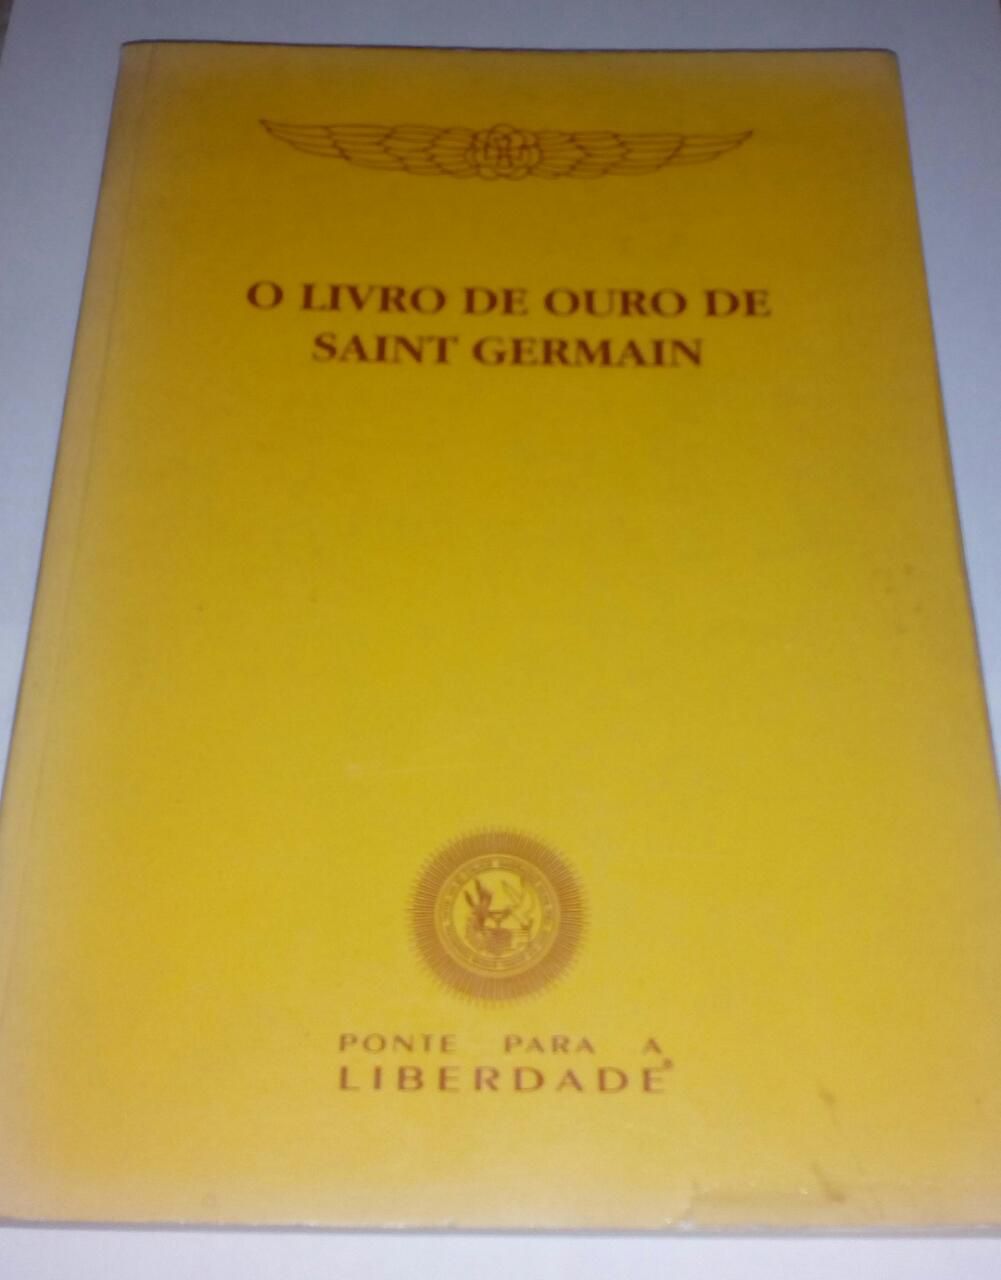 O LIVRO DE OURO DE
SAINT GERMAIN
PONTE PARA A
LIBERDADE®